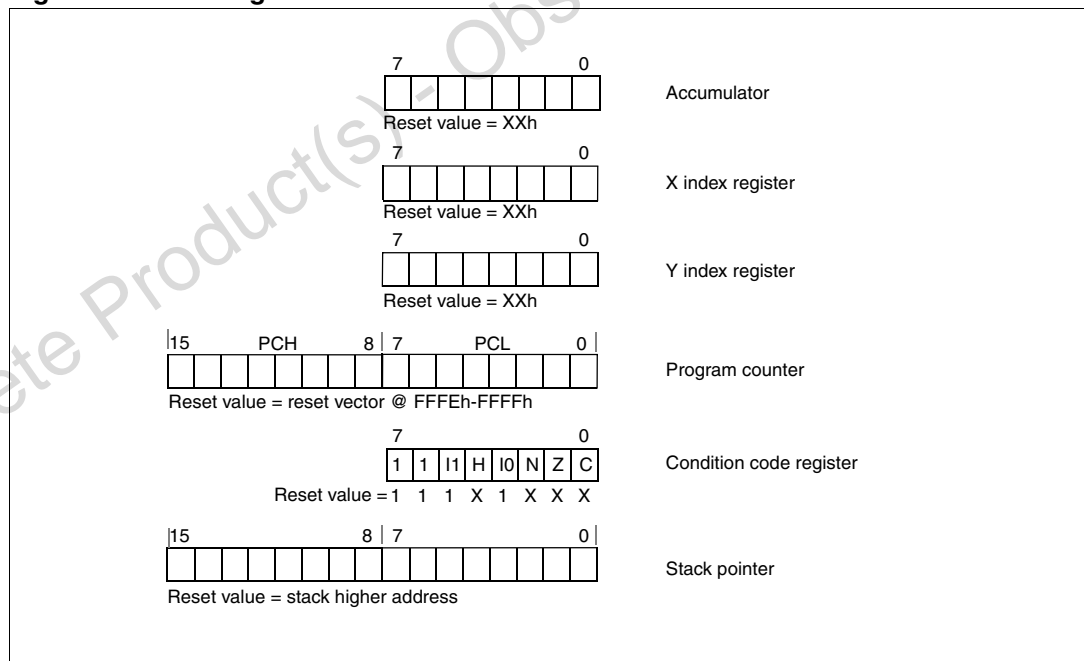 7 0
Accumulator
Reset value = XXh
7 0
X index register
Reset value = XXh
7 0
Y index register
Reset value = XXh
15 PCH 8 7 PCL 0
Program counter
Reset value = reset vector @ FFFEh-FFFFh
7 0
1 1 I1 H I0 N Z C
Condition code register
Reset value = 1 1 1 X 1 X X X
15 8 7 0
Stack pointer
Reset value = stack higher address
ete Product(s) - Obs